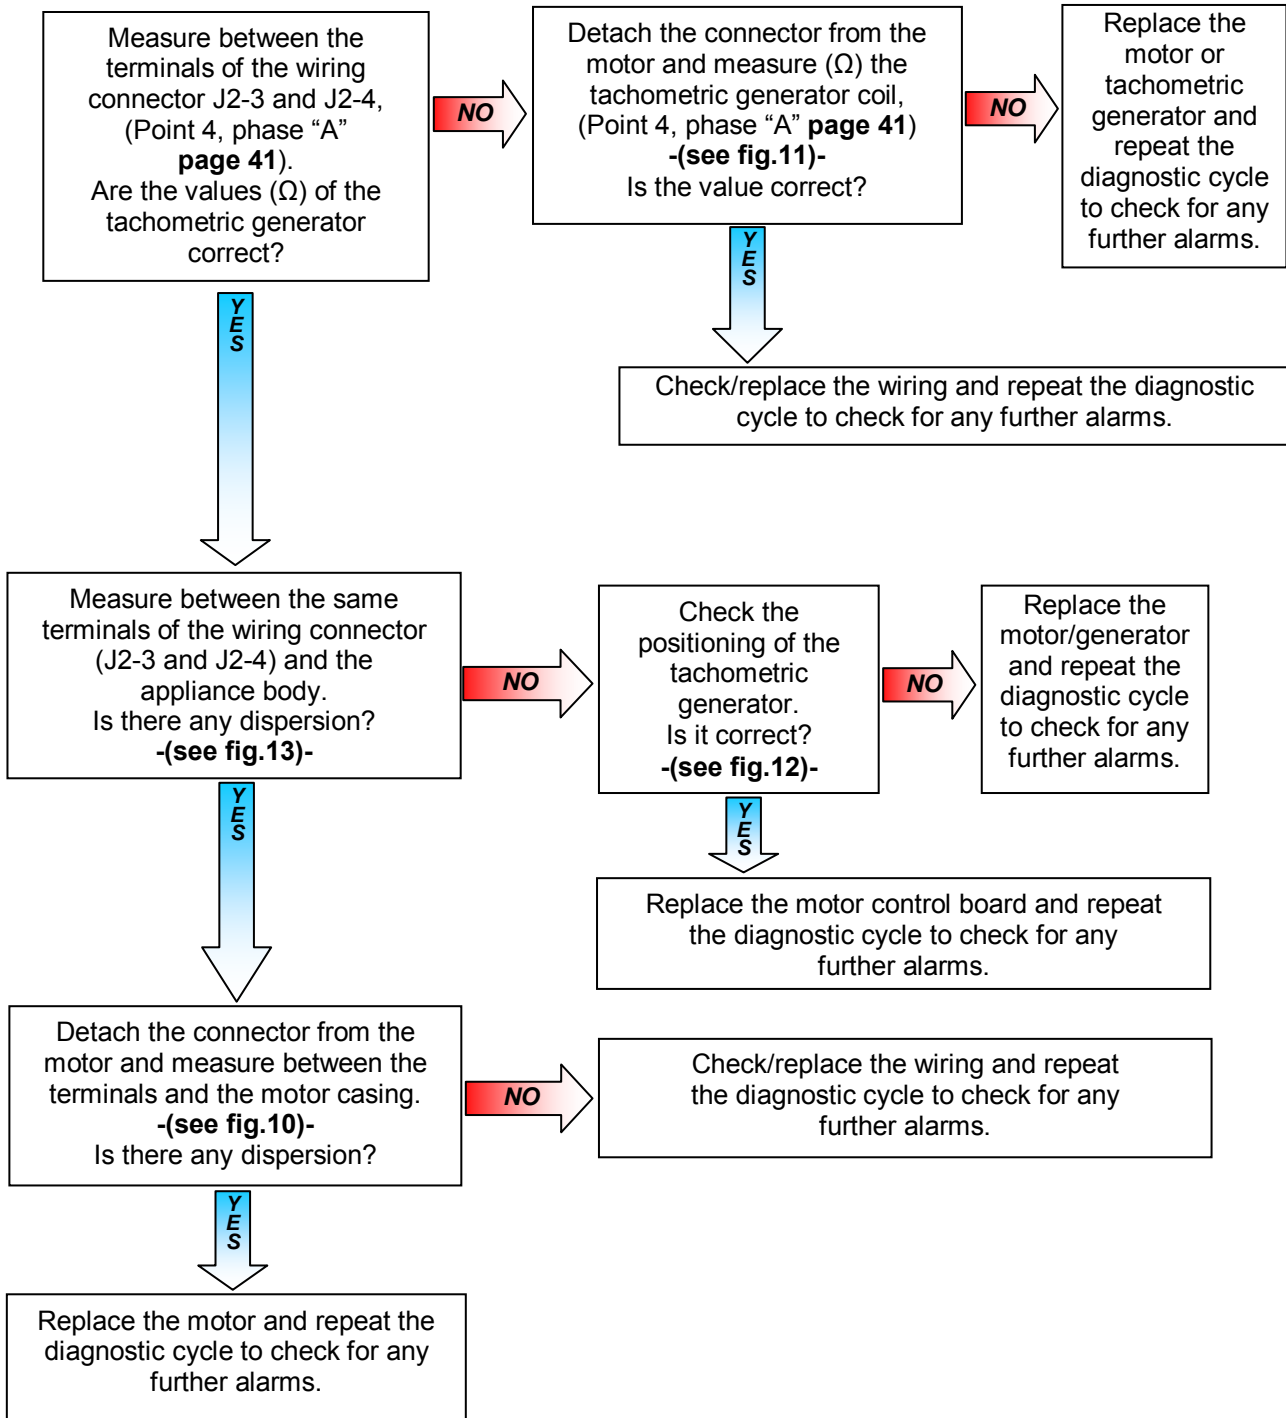 Measure between the
terminals of the wiring
connector J2-3 and J2-4,
(Point 4, phase “A”
page 41).
Are the values (Ω) of the
tachometric generator
correct?
NO
Detach the connector from the
motor and measure (Ω) the
tachometric generator coil,
(Point 4, phase “A” page 41)
-(see fig.11)-
Is the value correct?
NO
Replace the
motor or
tachometric
generator and
repeat the
diagnostic cycle
to check for any
further alarms.
YES
YES
Check/replace the wiring and repeat the diagnostic
cycle to check for any further alarms.
Measure between the same
terminals of the wiring connector
(J2-3 and J2-4) and the
appliance body.
Is there any dispersion?
-(see fig.13)-
NO
Check the
positioning of the
tachometric
generator.
Is it correct?
-(see fig.12)-
NO
Replace the
motor/generator
and repeat the
diagnostic cycle
to check for any
further alarms.
YES
YES
Replace the motor control board and repeat
the diagnostic cycle to check for any
further alarms.
Detach the connector from the
motor and measure between the
terminals and the motor casing.
-(see fig.10)-
Is there any dispersion?
NO
Check/replace the wiring and repeat
the diagnostic cycle to check for any
further alarms.
YES
Replace the motor and repeat the
diagnostic cycle to check for any
further alarms.